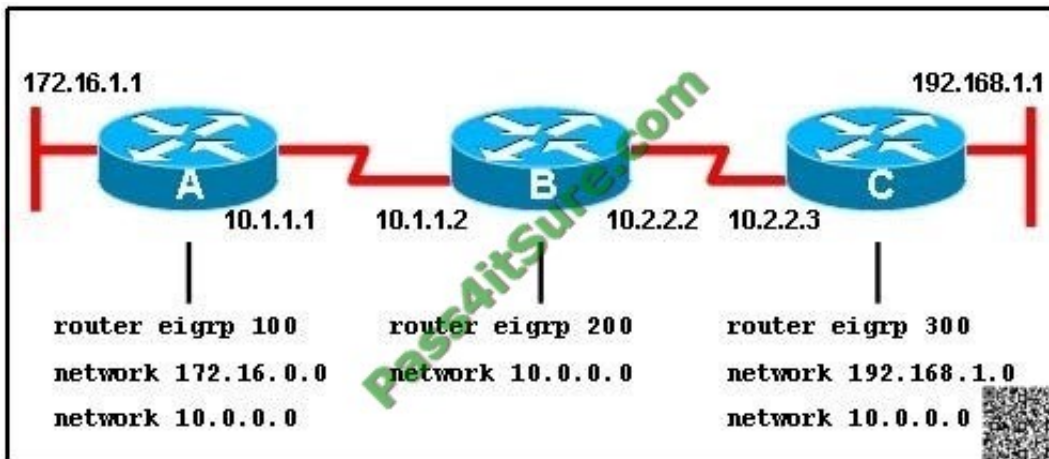 172.16.1.1
192.168.1.1
A
B
C
10.1.1.1
10.1.1.2
10.2.2.2
10.2.2.3
router eigrp 100
network 172.16.0.0
network 10.0.0.0
router eigrp 200
network 10.0.0.0
router eigrp 300
network 192.168.1.0
network 10.0.0.0
Pass4itSure.com